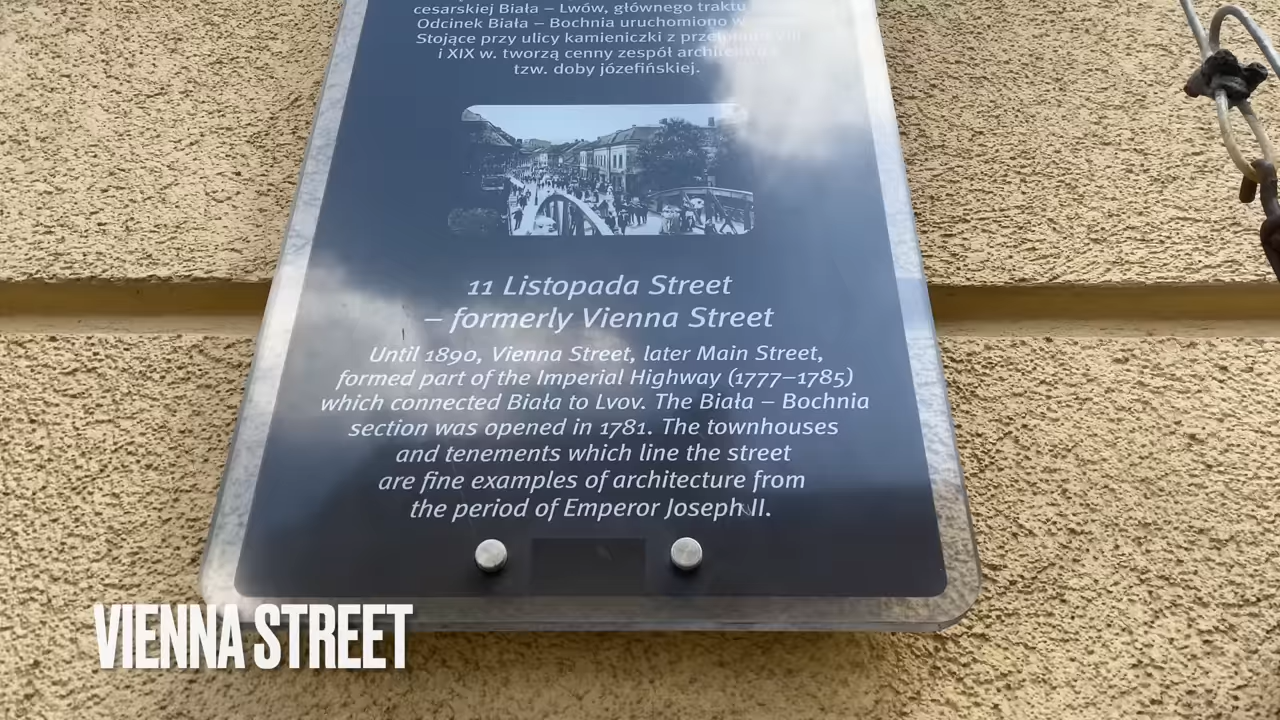 cesarskiej Biała – Lwów, głównego traktu
Odcinek Biała – Bochnia uruchomiono w
Stojące przy ulicy kamieniczki z przełomu XVIII
i XIX w. tworzą cenny zespół architektury
tzw. doby józefińskiej.
11 Listopada Street
– formerly Vienna Street
Until 1890, Vienna Street, later Main Street,
formed part of the Imperial Highway (1777–1785)
which connected Biała to Lvov. The Biała – Bochnia
section was opened in 1781. The townhouses
and tenements which line the street
are fine examples of architecture from
the period of Emperor Joseph II.
VIENNA STREET